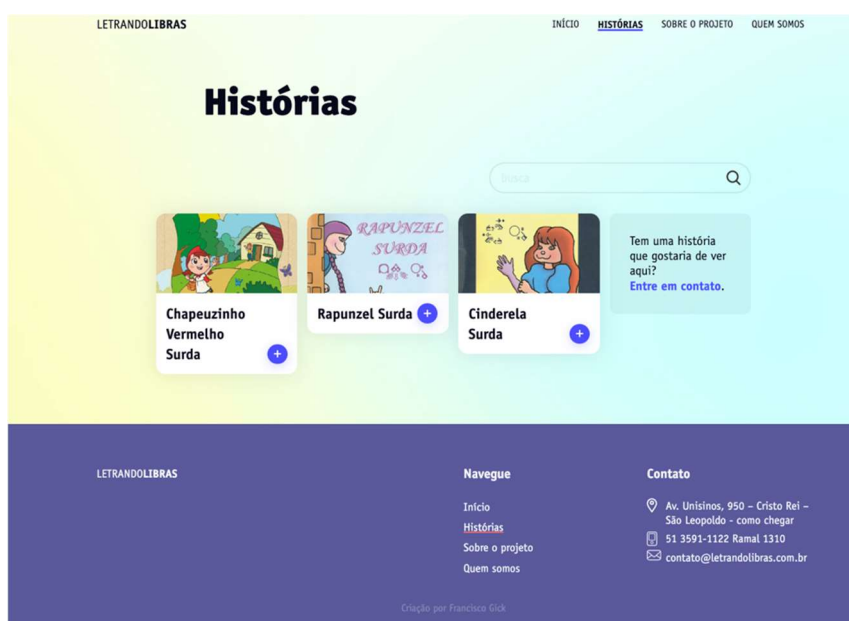 LETRANDOLIBRAS
INÍCIO
HISTÓRIAS
SOBRE O PROJETO
QUEM SOMOS
Histórias
busca
RAPUNZEL
SURDA
Chapeuzinho
Vermelho
Surda
Rapunzel Surda
Cinderela
Surda
Tem uma história
que gostaria de ver
aqui?
Entre em contato.
LETRANDOLIBRAS
Navegue
Início
Histórias
Sobre o projeto
Quem somos
Contato
Av. Unisinos, 950 – Cristo Rei –
São Leopoldo - como chegar
51 3591-1122 Ramal 1310
contato@letrandolibras.com.br
Criação por Francisco Gick